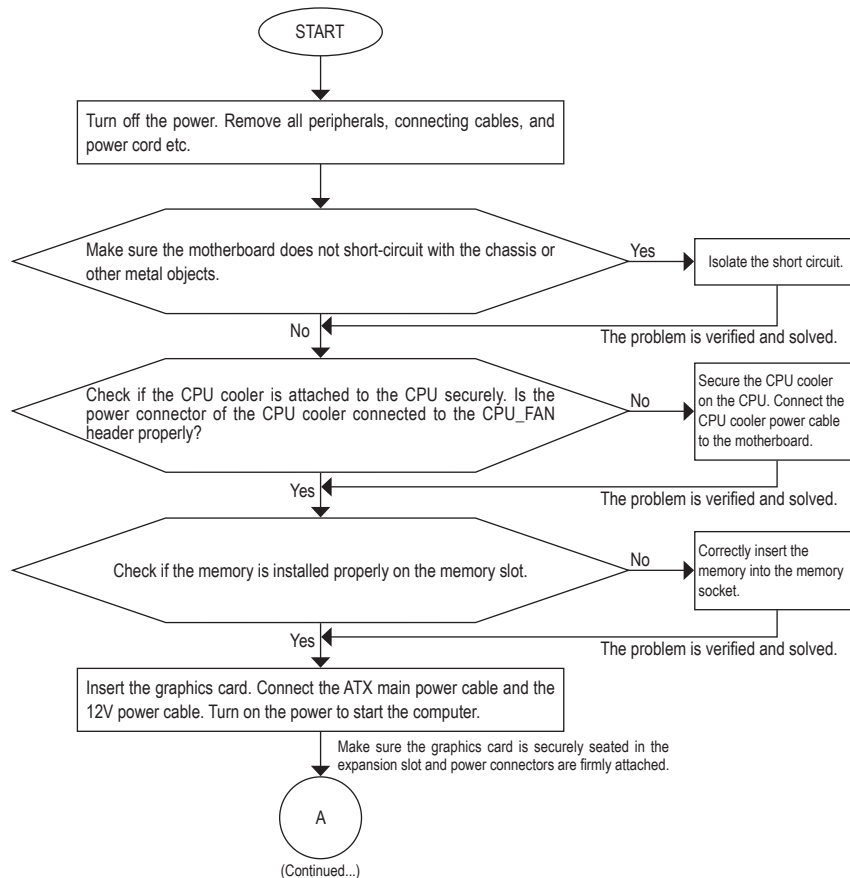 START
Turn off the power. Remove all peripherals, connecting cables, and
power cord etc.
Make sure the motherboard does not short-circuit with the chassis or
other metal objects.
Yes
Isolate the short circuit.
No
The problem is verified and solved.
Check if the CPU cooler is attached to the CPU securely. Is the
power connector of the CPU cooler connected to the CPU_FAN
header properly?
No
Secure the CPU cooler
on the CPU. Connect the
CPU cooler power cable
to the motherboard.
Yes
The problem is verified and solved.
Check if the memory is installed properly on the memory slot.
No
Correctly insert the
memory into the memory
socket.
Yes
The problem is verified and solved.
Insert the graphics card. Connect the ATX main power cable and the
12V power cable. Turn on the power to start the computer.
Make sure the graphics card is securely seated in the
expansion slot and power connectors are firmly attached.
A
(Continued...)